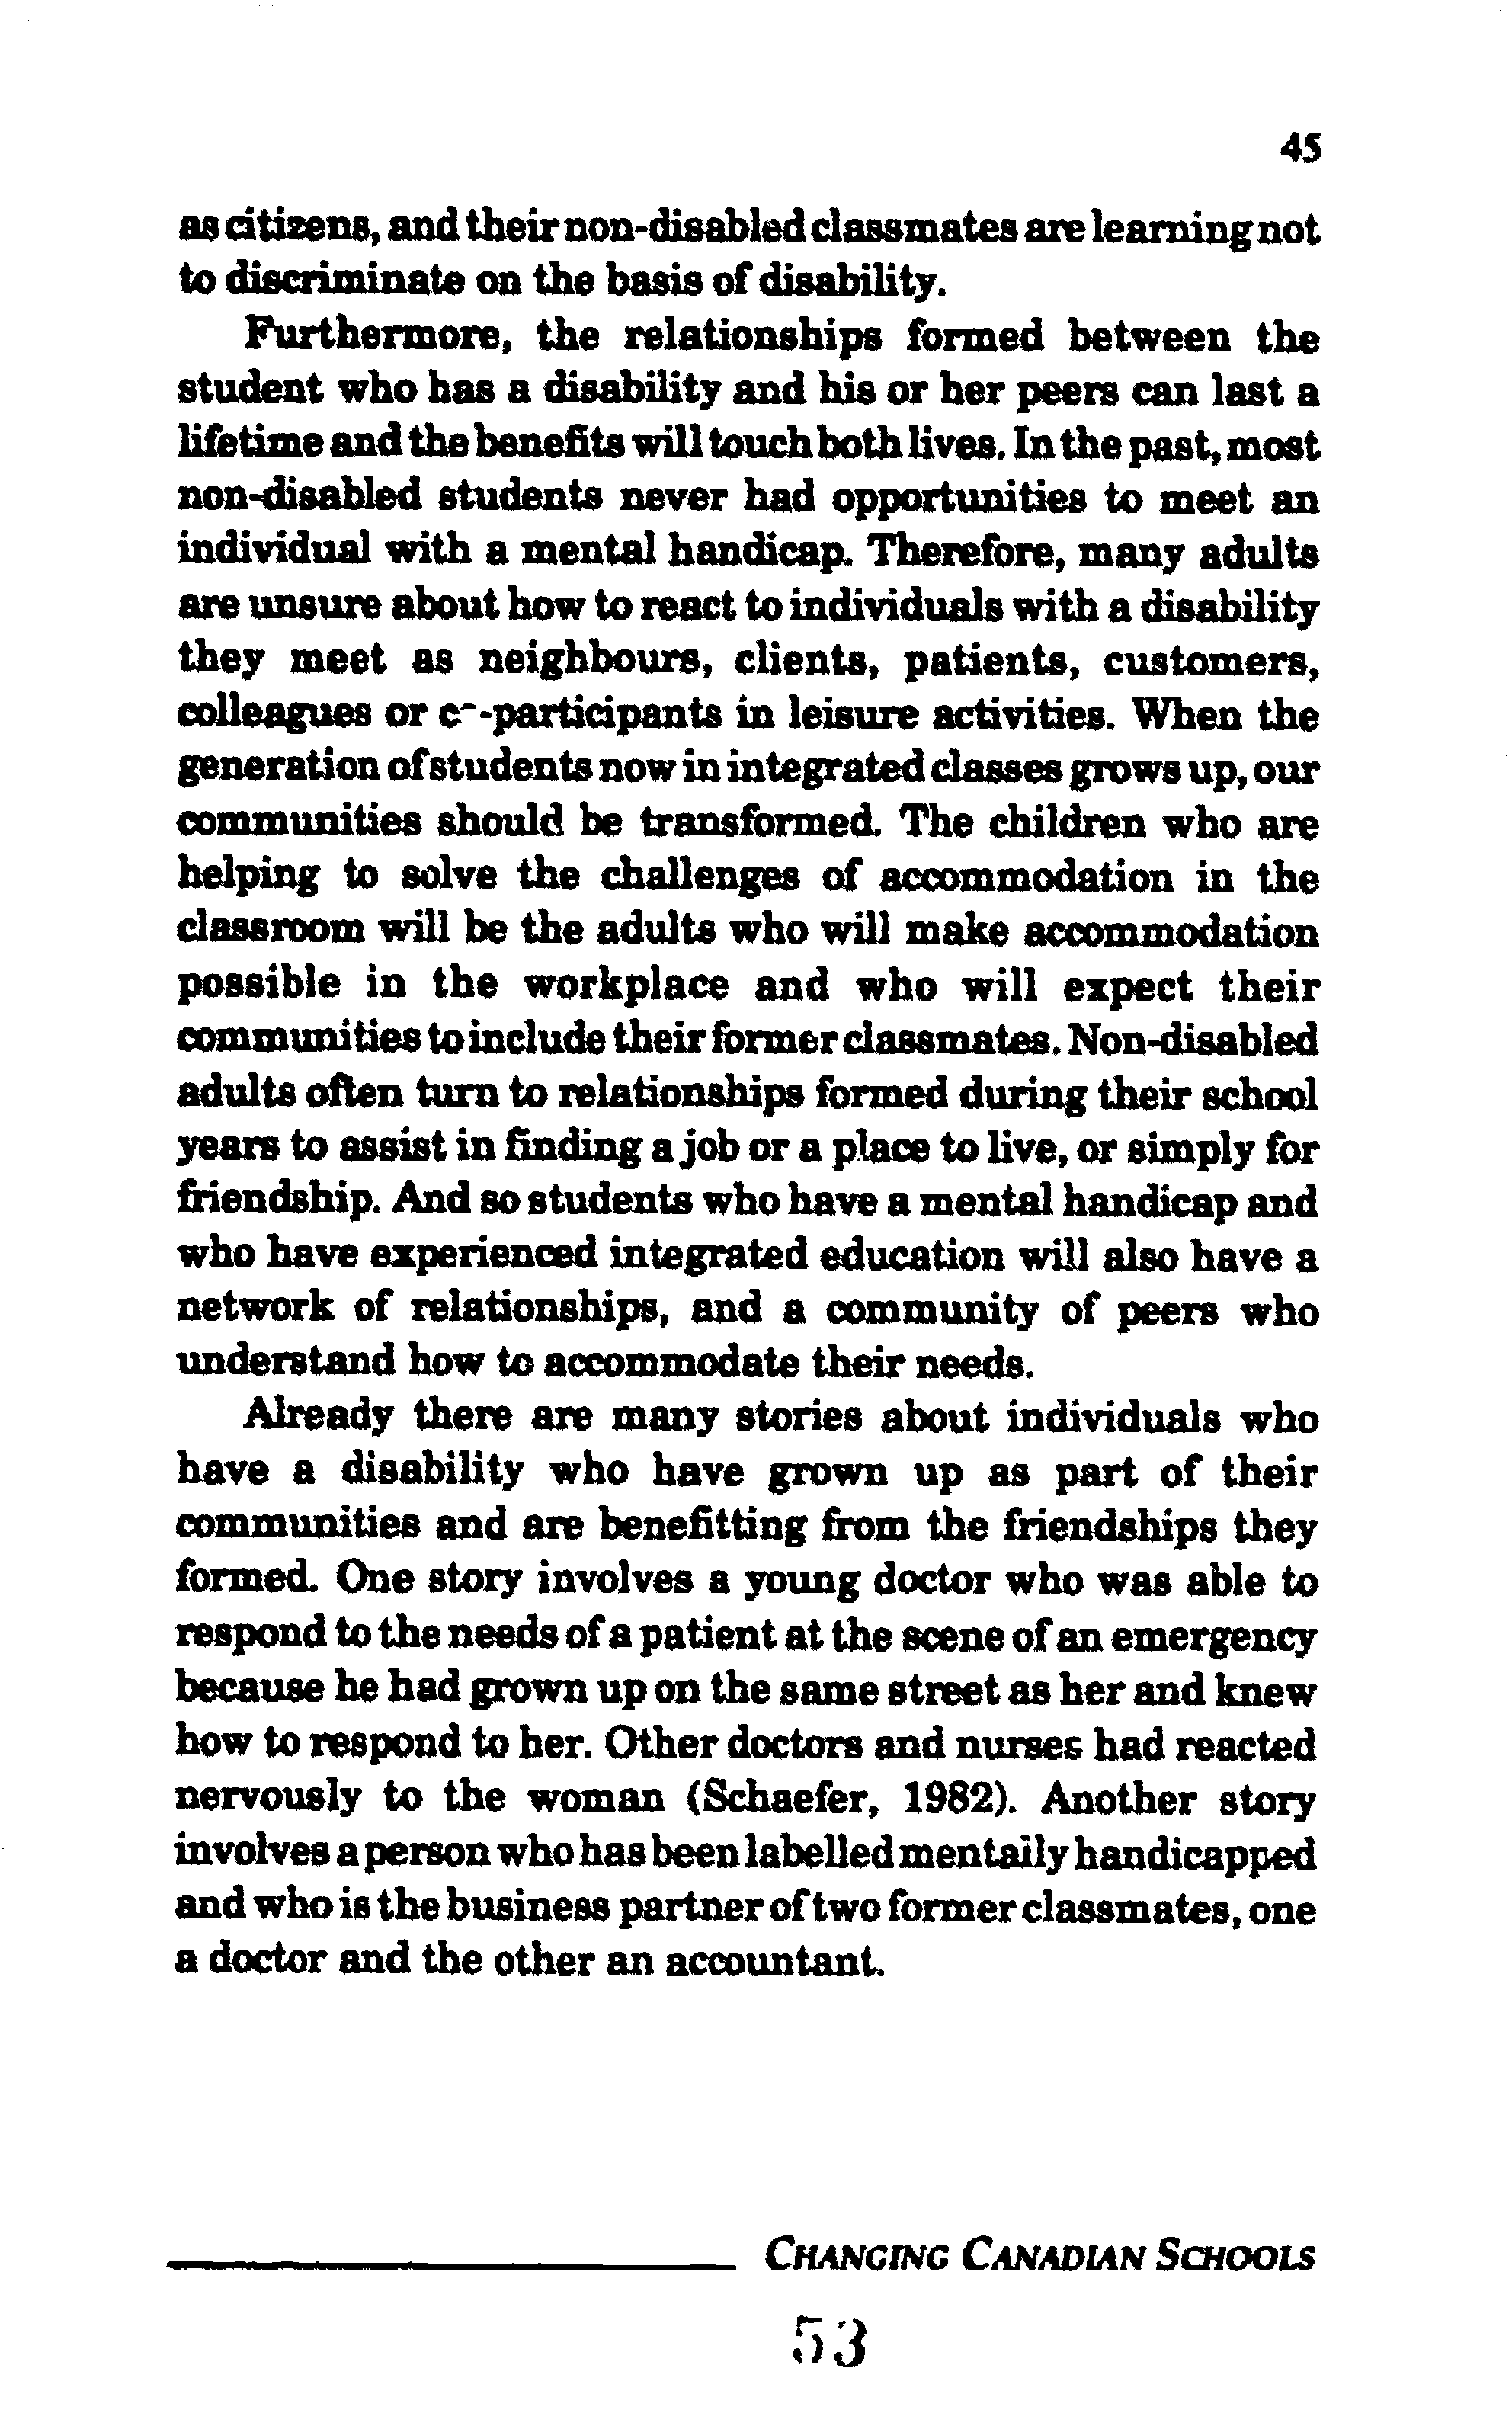 45
as citizens, and their non-disabled classmates are learning not
to discriminate on the basis of disability.
Furthermore, the relationships formed between the
student who has a disability and his or her peers can last a
lifetime and the benefits will touch both lives. In the past, most
non-disabled students never had opportunities to meet an
individual with a mental handicap. Therefore, many adults
are unsure about how to react to individuals with a disability
they meet as neighbours, clients, patients, customers,
colleagues or c-participants in leisure activities. When the
generation of students now in integrated classes grows up, our
communities should be transformed. The children who are
helping to solve the challenges of accommodation in the
classroom will be the adults who will make accommodation
possible in the workplace and who will expect their
communities to include their former classmates. Non-disabled
adults often turn to relationships formed during their school
years to assist in finding a job or a place to live, or simply for
friendship. And so students who have a mental handicap and
who have experienced integrated education will also have a
network of relationships, and a community of peers who
understand how to accommodate their needs.
Already there are many stories about individuals who
have a disability who have grown up as part of their
communities and are benefitting from the friendships they
formed. One story involves a young doctor who was able to
respond to the needs of a patient at the scene of an emergency
because he had grown up on the same street as her and knew
how to respond to her. Other doctors and nurses had reacted
nervously to the woman (Schaefer, 1982). Another story
involves a person who has been labelled mentally handicapped
and who is the business partner of two former classmates, one
a doctor and the other an accountant.
CHANGING CANADIAN SCHOOLS
53